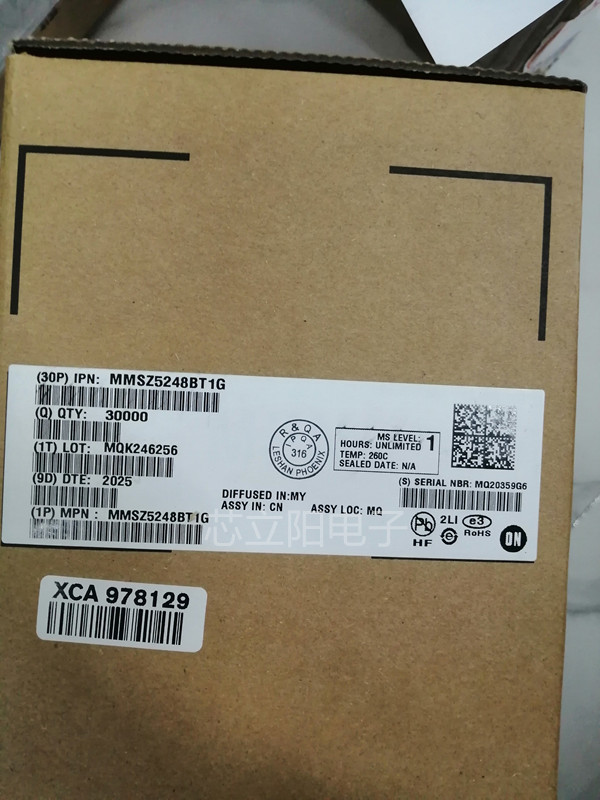 (30P) IPN: MMSZ5248BT1G
(Q) QTY: 30000
(1T) LOT: MQK246256
(9D) DTE: 2025
(1P) MPN : MMSZ5248BT1G
R & Q A
I P Q A
316
LESHAN PHOENIX
MS LEVEL: 1
HOURS: UNLIMITED
TEMP: 260C
SEALED DATE: N/A
(S) SERIAL NBR: MQ20359G6
DIFFUSED IN:MY
ASSY IN: CN
ASSY LOC: MQ
Pb
HF
2LI
e
e3
RoHS
ON
芯立阳电子
XCA 978129